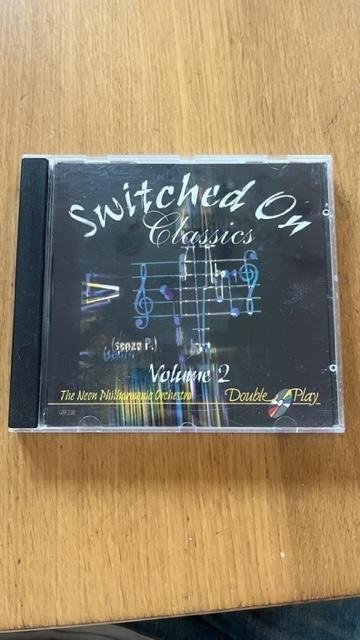 Switched On
Classics
(senza P.)
Volume 2
The Neon Philharmonic Orchestra
Double Play